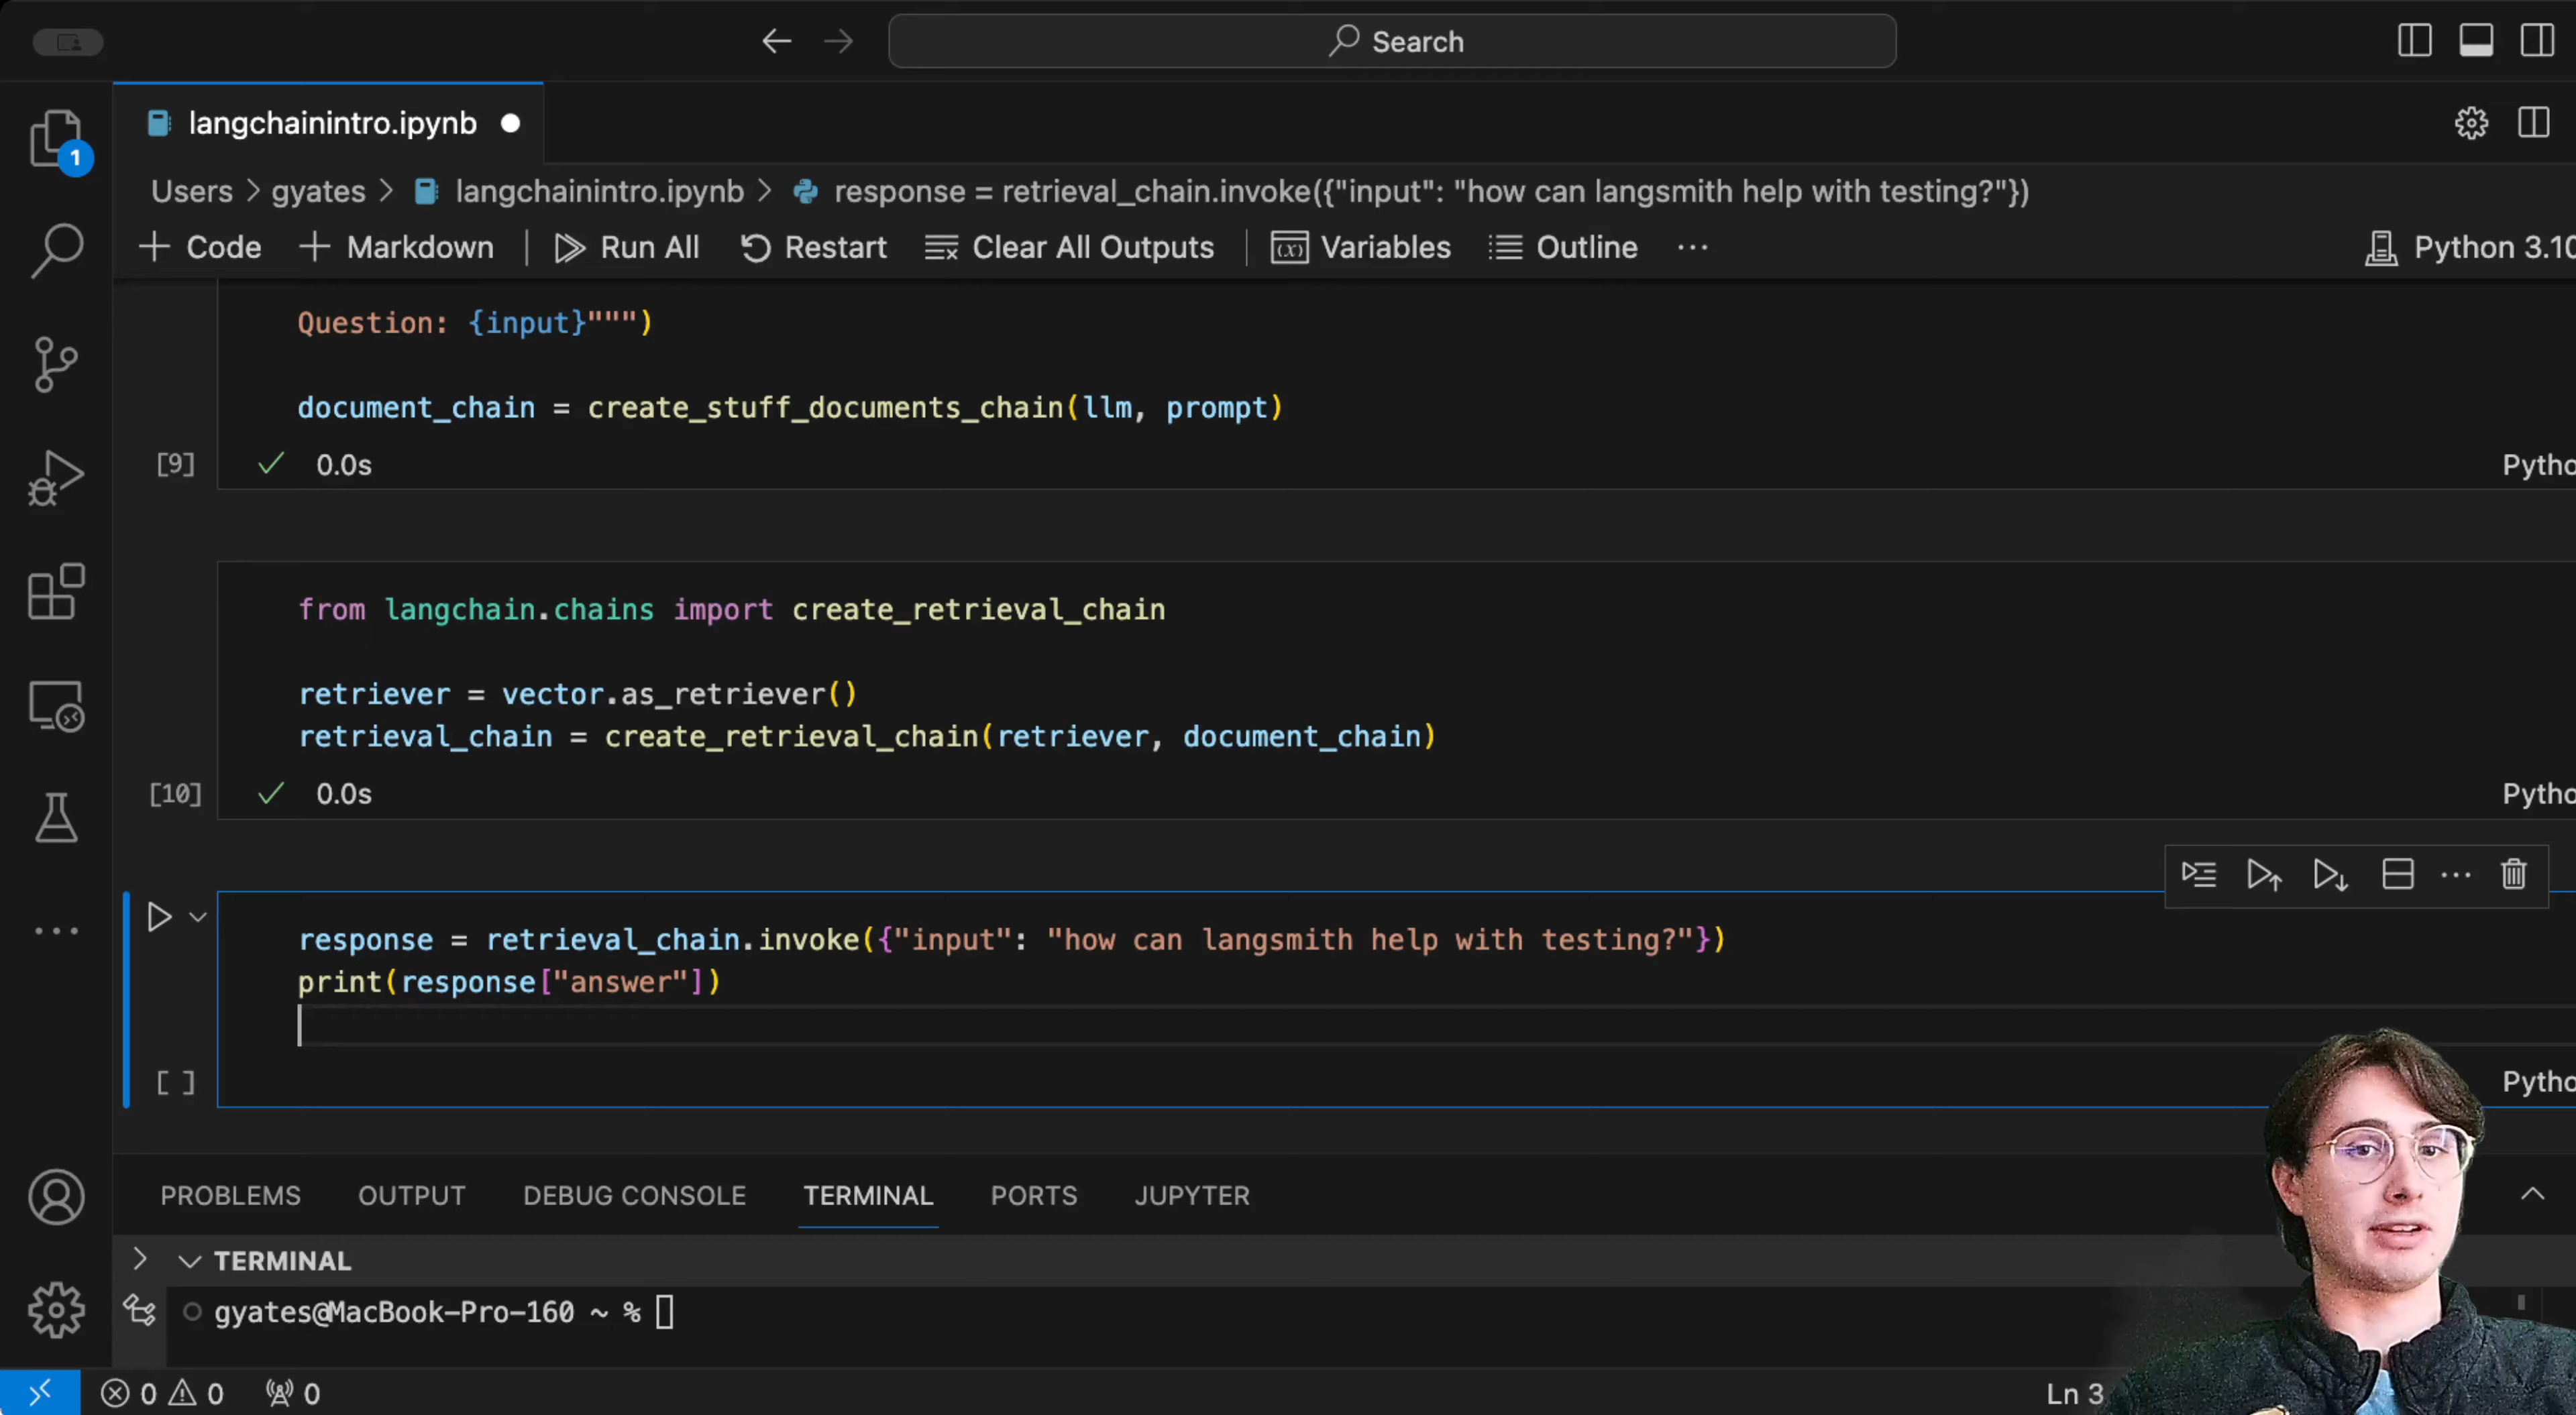 Search
langchainintro.ipynb
1
Users > gyates > langchainintro.ipynb > response = retrieval_chain.invoke({"input": "how can langsmith help with testing?"})
+ Code + Markdown | Run All Restart Clear All Outputs | Variables Outline ... Python 3.10
Question: {input}""")
document_chain = create_stuff_documents_chain(llm, prompt)
[9] 0.0s Pytho
from langchain.chains import create_retrieval_chain
retriever = vector.as_retriever()
retrieval_chain = create_retrieval_chain(retriever, document_chain)
[10] 0.0s Pytho
response = retrieval_chain.invoke({"input": "how can langsmith help with testing?"})
print(response["answer"])
[ ] Pytho
PROBLEMS OUTPUT DEBUG CONSOLE TERMINAL PORTS JUPYTER
TERMINAL
gyates@MacBook-Pro-160 ~ %
0 0 0 Ln 3